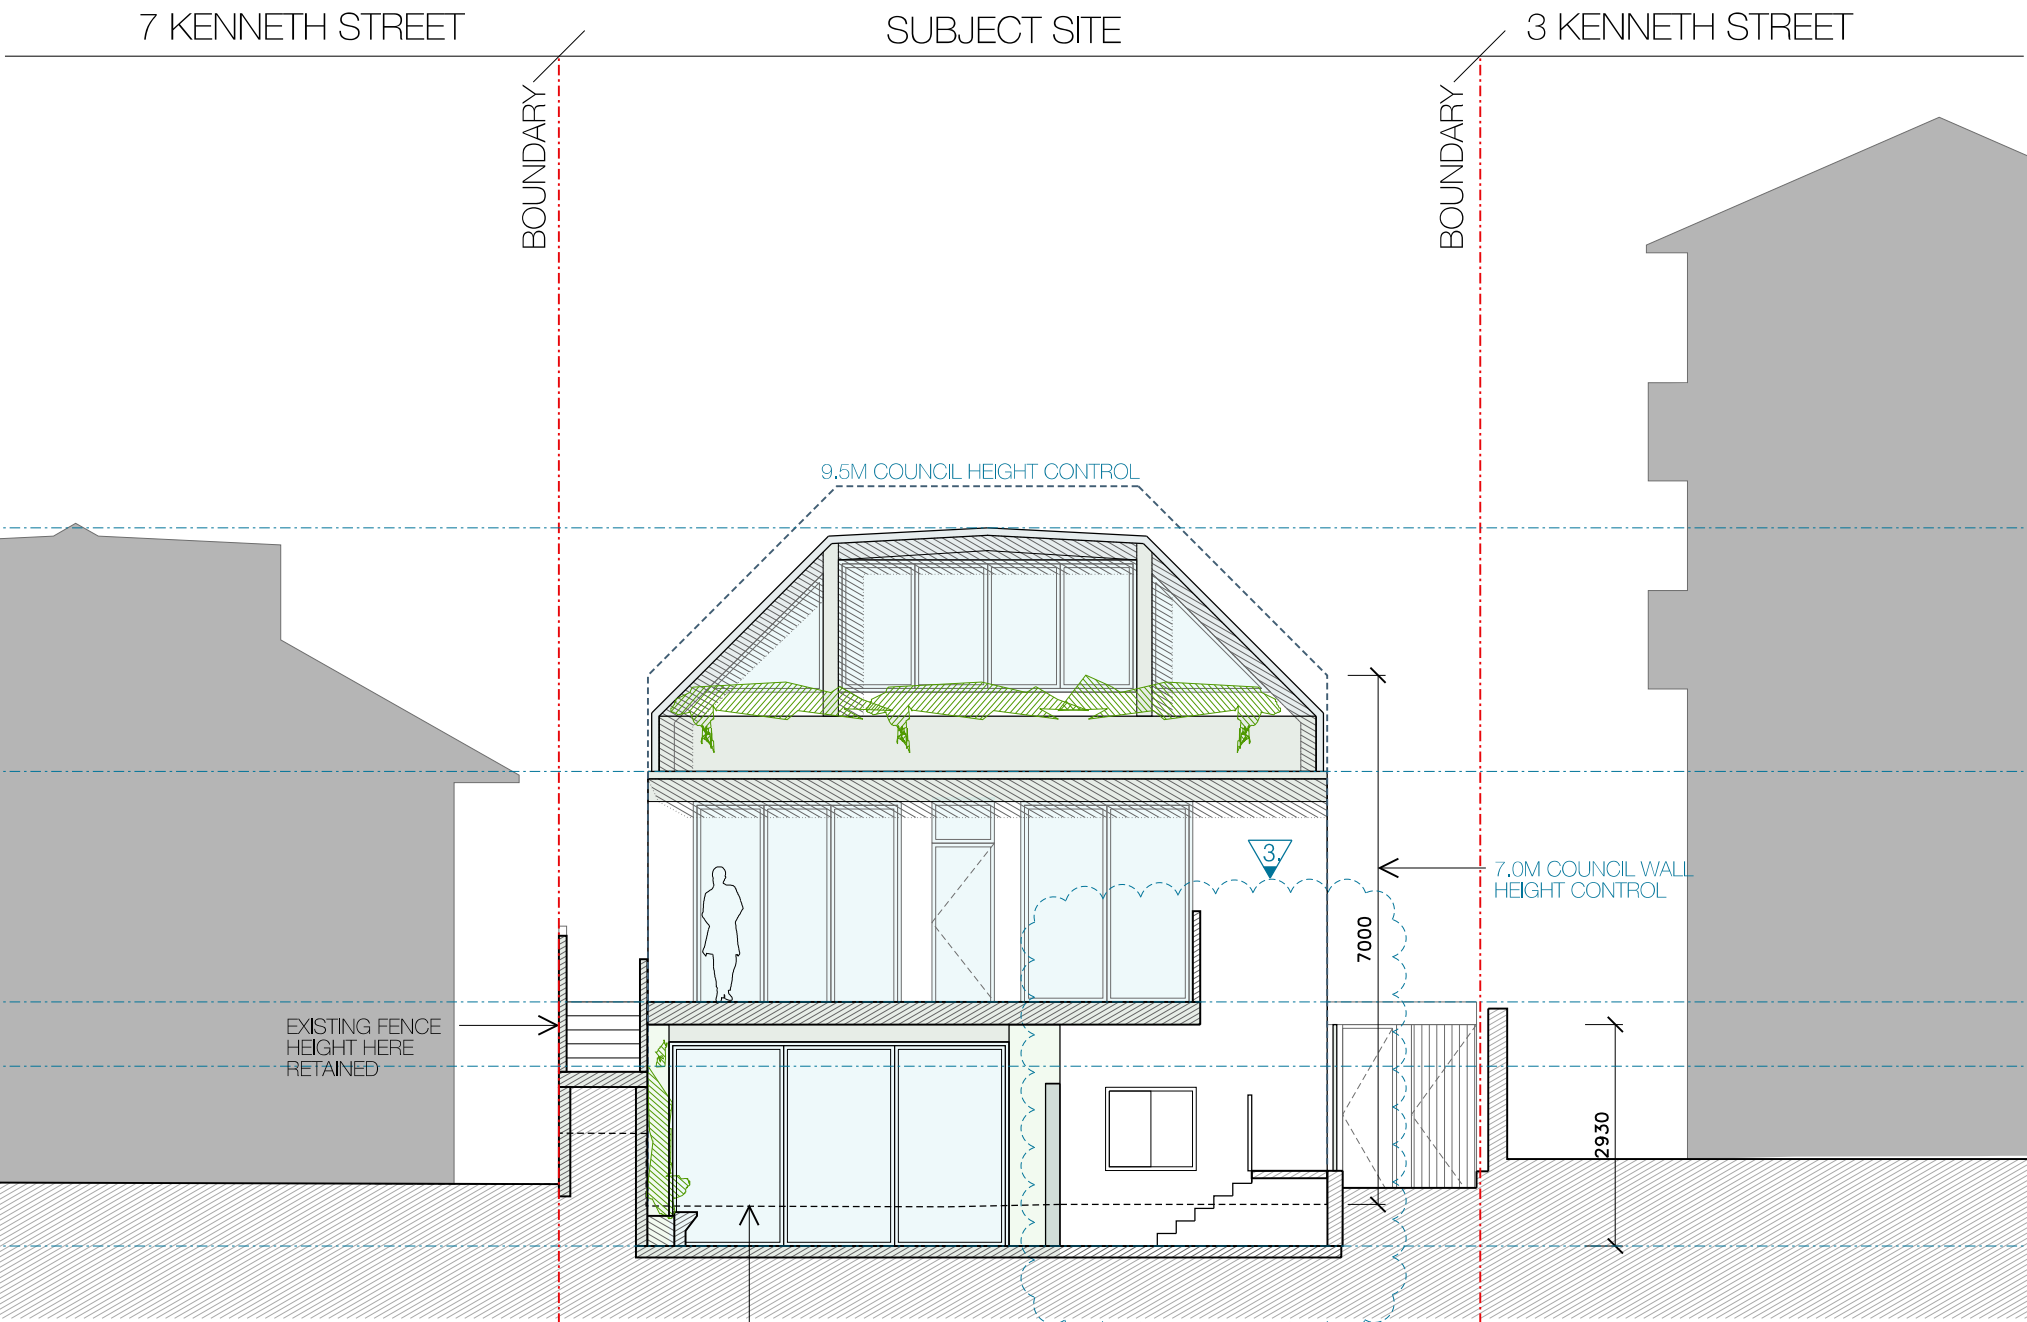 7 KENNETH STREET
SUBJECT SITE
3 KENNETH STREET
BOUNDARY
BOUNDARY
9.5M COUNCIL HEIGHT CONTROL
3.
7.0M COUNCIL WALL
HEIGHT CONTROL
7000
EXISTING FENCE
HEIGHT HERE
RETAINED
2930